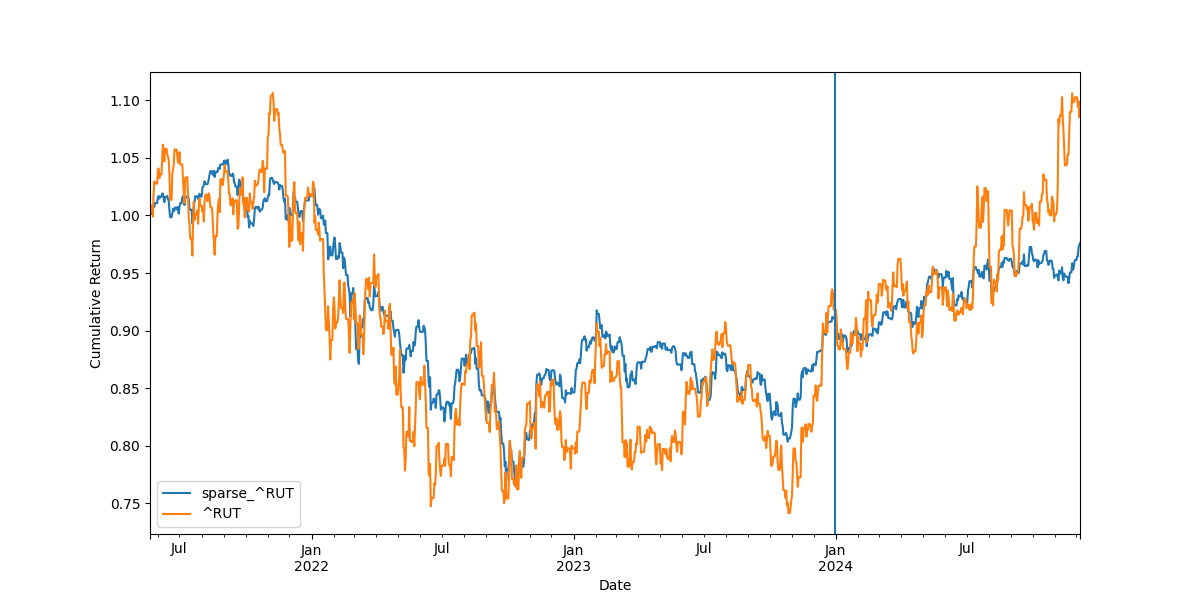 Cumulative Return
1.10
1.05
1.00
0.95
0.90
0.85
0.80
0.75
sparse_^RUT
^RUT
Jul Jan Jul Jan Jul Jan Jul
2022 2023 2024
Date